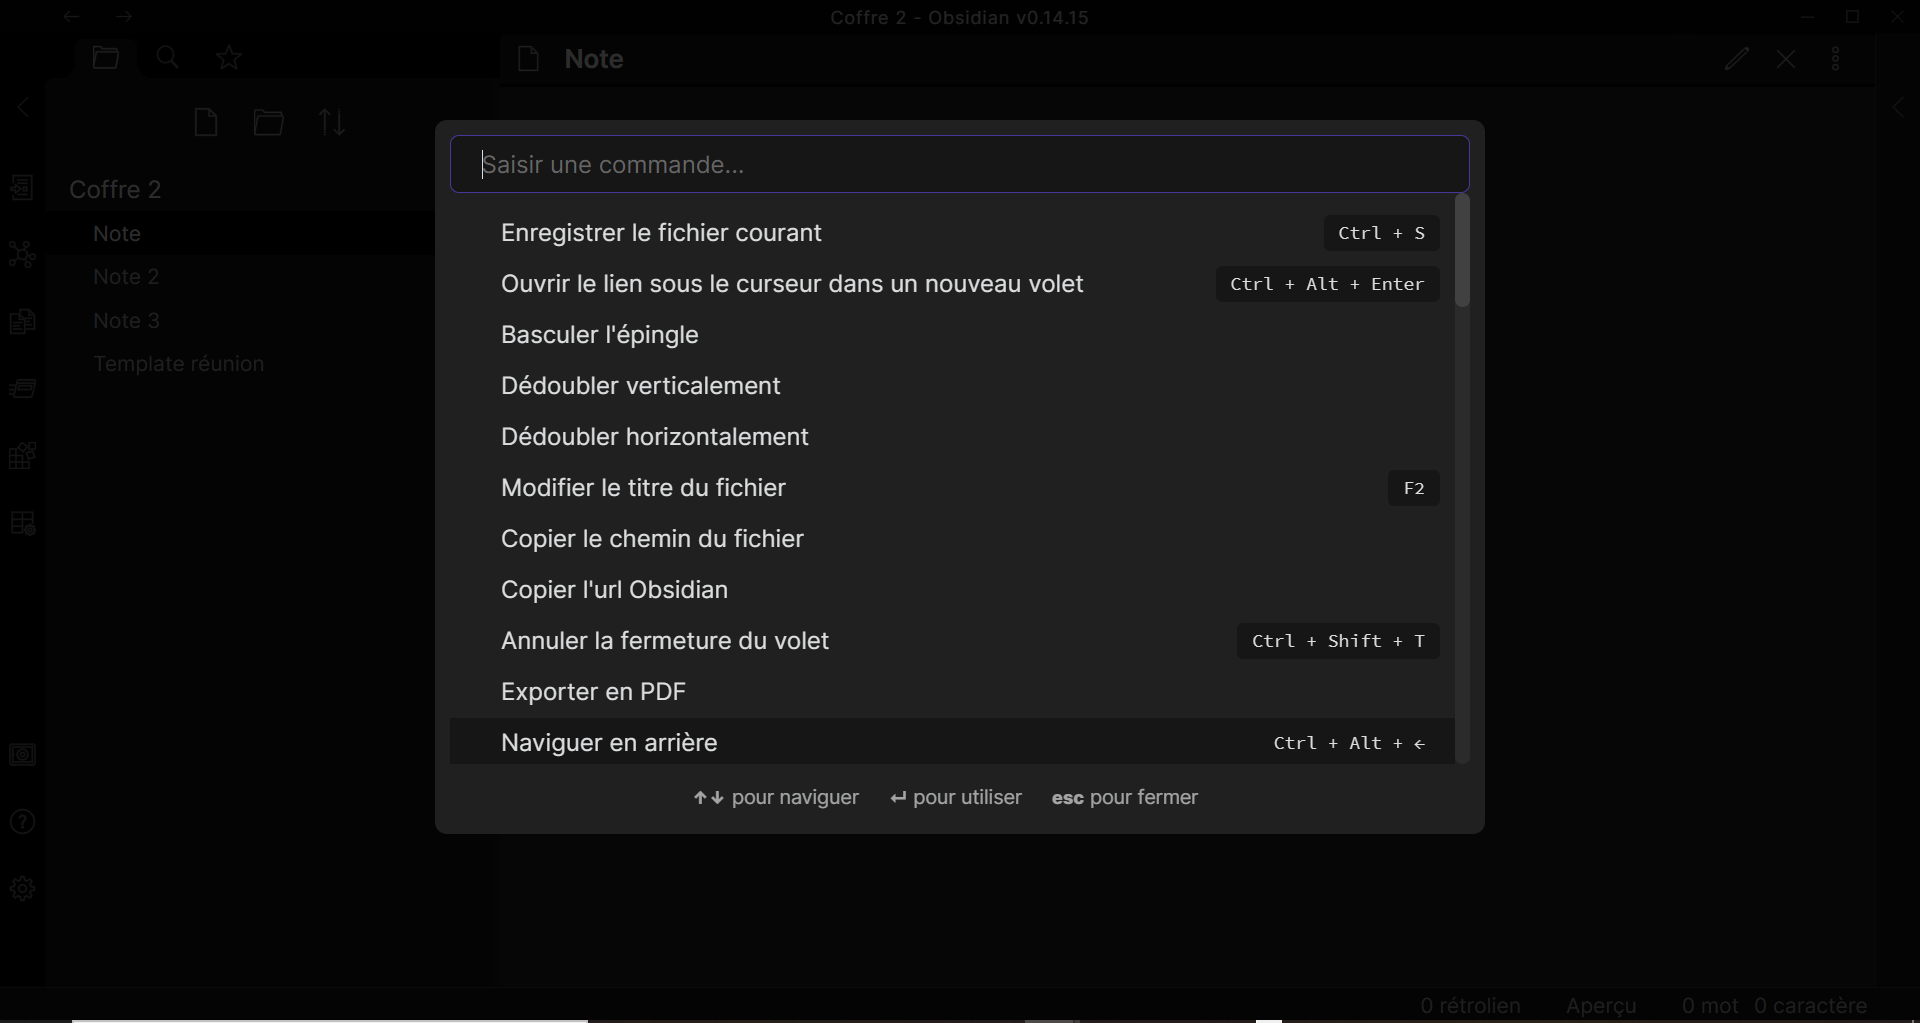 Coffre 2 - Obsidian v0.14.15
Note
Coffre 2
Note
Note 2
Note 3
Template réunion
Saisir une commande...
Enregistrer le fichier courant Ctrl + S
Ouvrir le lien sous le curseur dans un nouveau volet Ctrl + Alt + Enter
Basculer l'épingle
Dédoubler verticalement
Dédoubler horizontalement
Modifier le titre du fichier F2
Copier le chemin du fichier
Copier l'url Obsidian
Annuler la fermeture du volet Ctrl + Shift + T
Exporter en PDF
Naviguer en arrière Ctrl + Alt + ←
↑↓ pour naviguer ↵ pour utiliser esc pour fermer
0 rétrolien Aperçu 0 mot 0 caractère